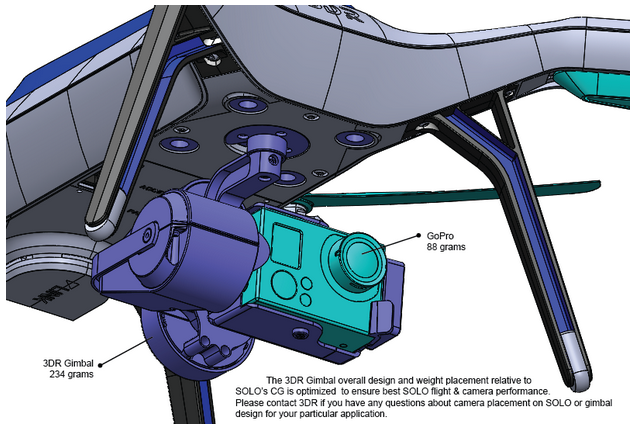 GoPro
88 grams
3DR Gimbal
234 grams
The 3DR Gimbal overall design and weight placement relative to
SOLO's CG is optimized to ensure best SOLO flight & camera performance.
Please contact 3DR if you have any questions about camera placement on SOLO or gimbal
design for your particular application.